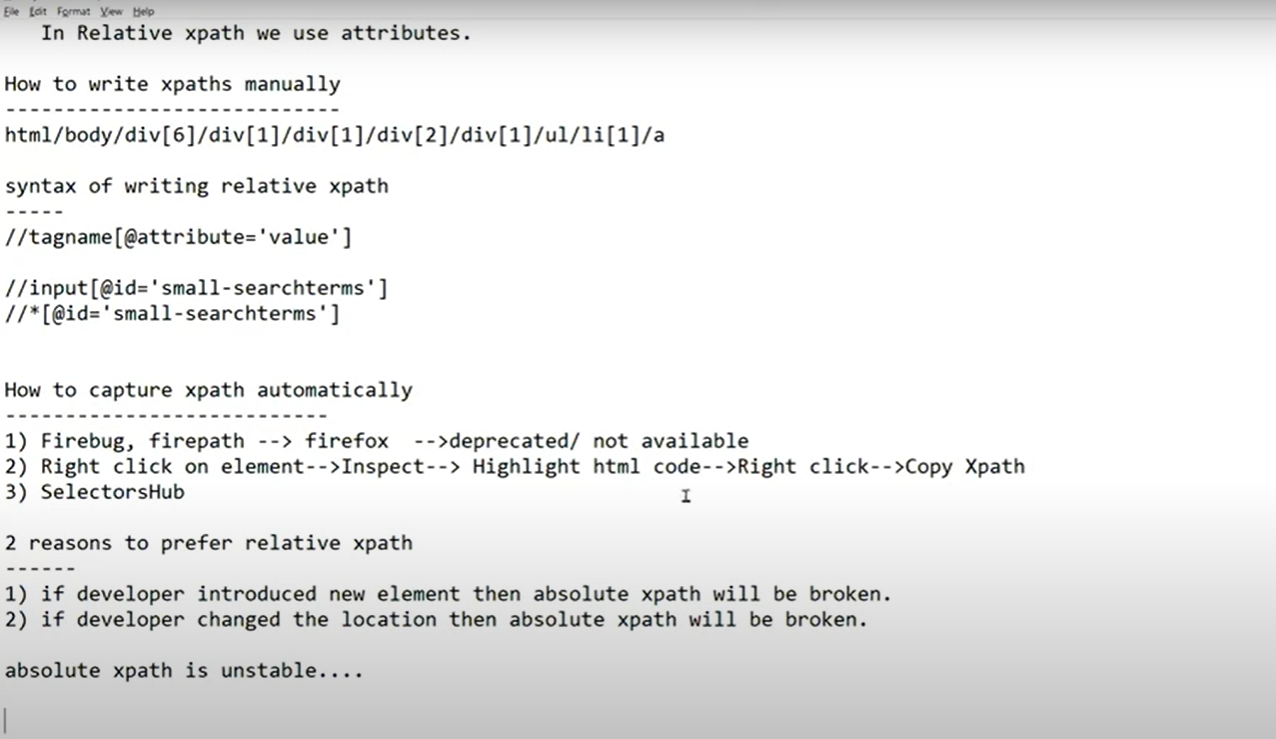 File Edit Format View Help
In Relative xpath we use attributes.
How to write xpaths manually
----------------------------
html/body/div[6]/div[1]/div[1]/div[2]/div[1]/ul/li[1]/a
syntax of writing relative xpath
-----
//tagname[@attribute='value']
//input[@id='small-searchterms']
//*[@id='small-searchterms']
How to capture xpath automatically
---------------------------
1) Firebug, firepath --> firefox  -->deprecated/ not available
2) Right click on element-->Inspect--> Highlight html code-->Right click-->Copy Xpath
3) SelectorsHub
2 reasons to prefer relative xpath
------
1) if developer introduced new element then absolute xpath will be broken.
2) if developer changed the location then absolute xpath will be broken.
absolute xpath is unstable....